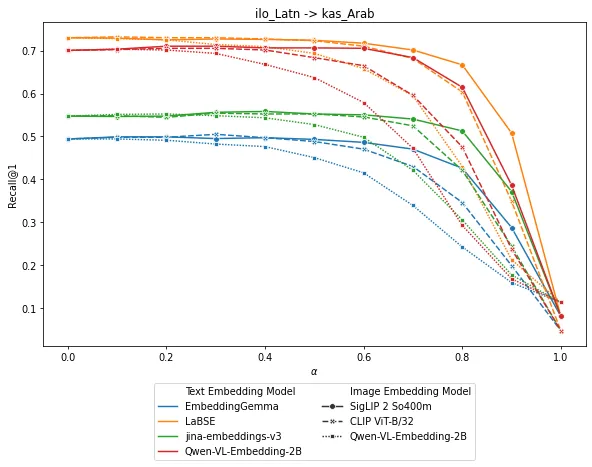 ilo_Latn -> kas_Arab
Recall@1
0.7
0.6
0.5
0.4
0.3
0.2
0.1
0.0 0.2 0.4 0.6 0.8 1.0
α
Text Embedding Model Image Embedding Model
EmbeddingGemma SigLIP 2 So400m
LaBSE CLIP ViT-B/32
jina-embeddings-v3 Qwen-VL-Embedding-2B
Qwen-VL-Embedding-2B